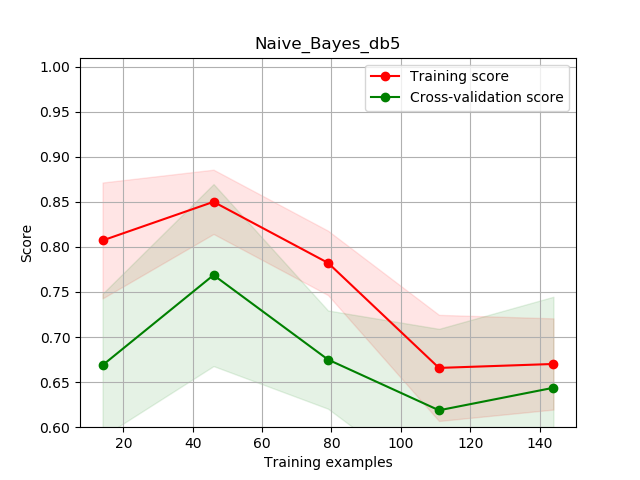 Naive_Bayes_db5
Training score
Cross-validation score
1.00
0.95
0.90
0.85
0.80
0.75
0.70
0.65
0.60
Score
20 40 60 80 100 120 140
Training examples